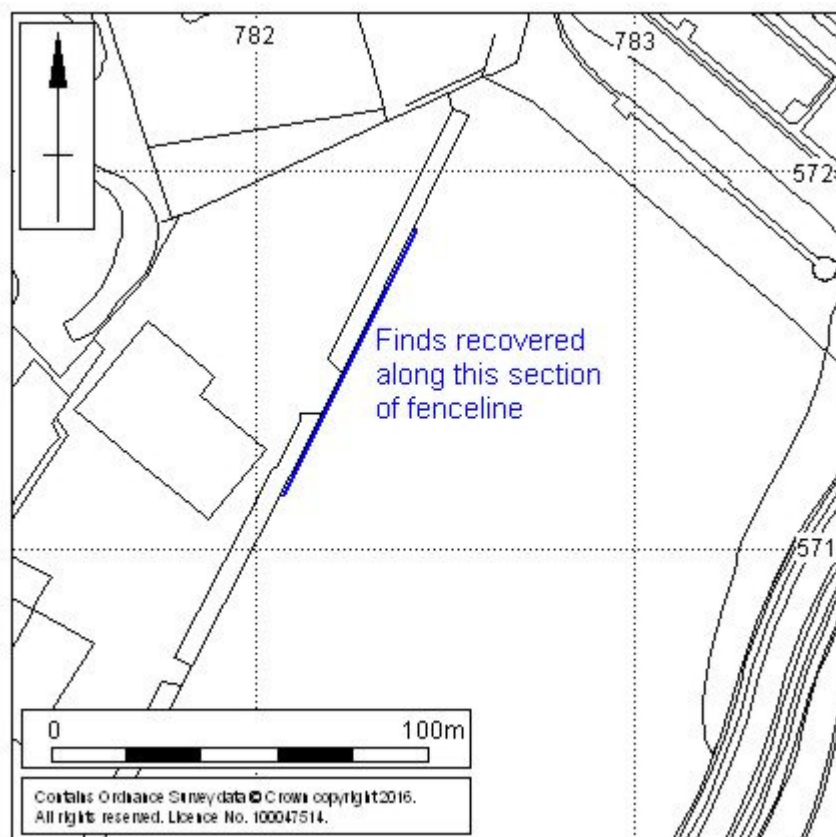 782
783
572
Finds recovered
along this section
of fenceline
571
0 100m
Contains Ordnance Survey data © Crown copyright 2016.
All rights reserved. Licence No. 100047514.